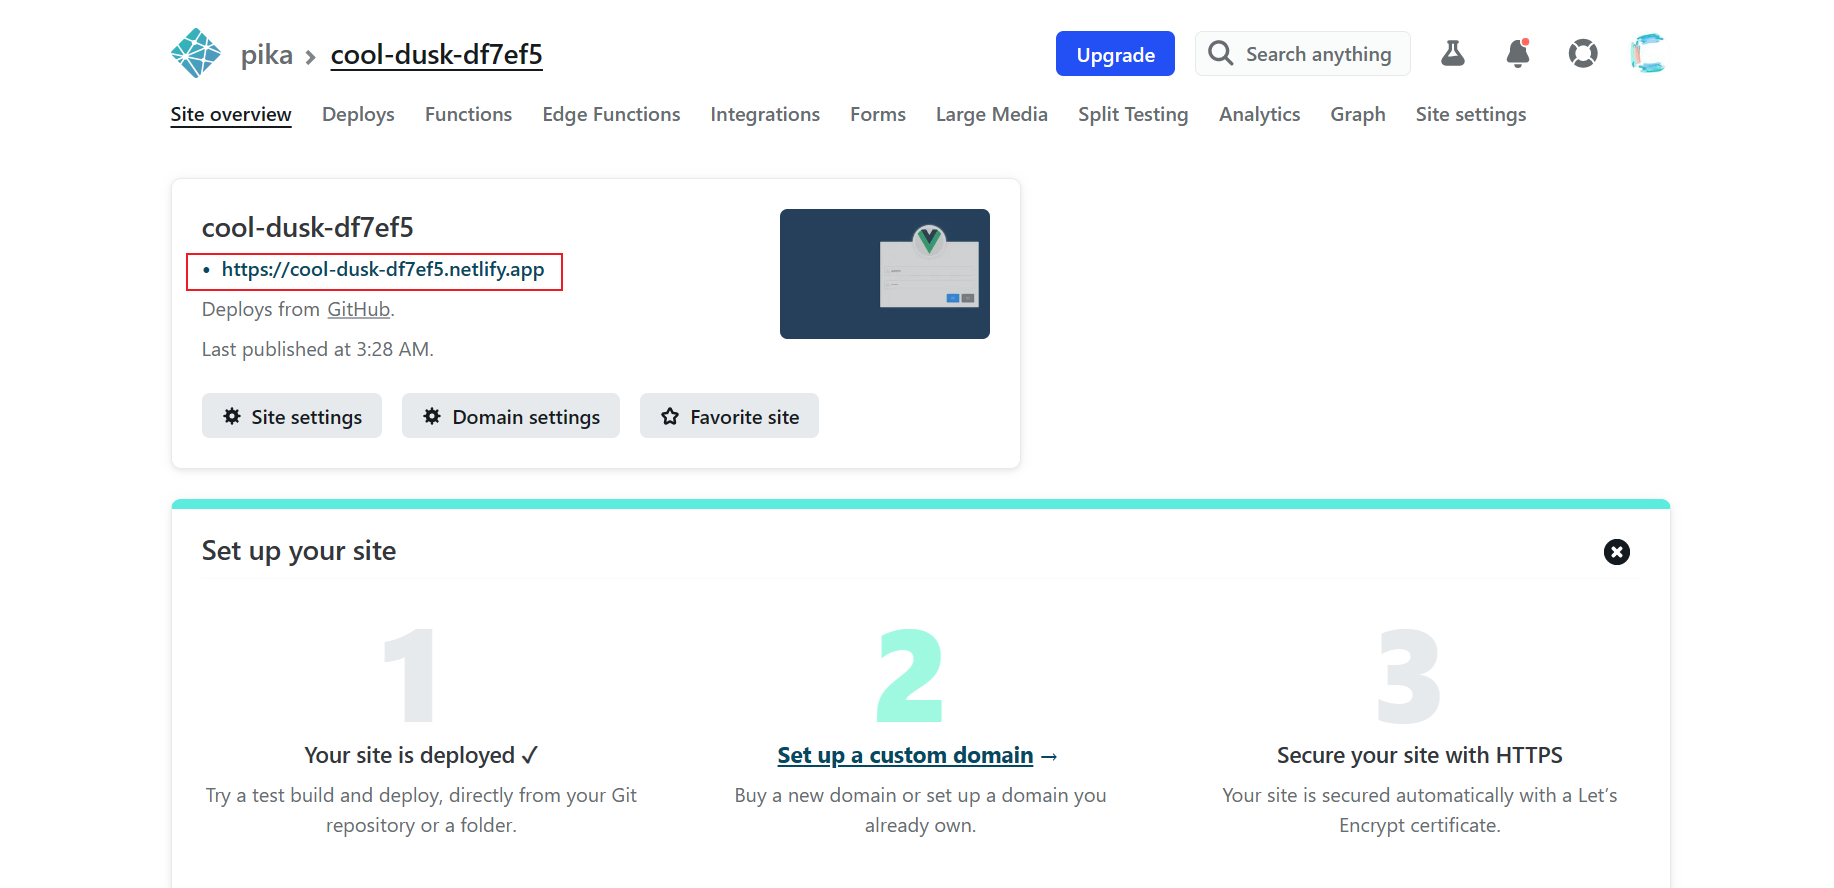 pika > cool-dusk-df7ef5
Upgrade
Search anything
Site overview Deploys Functions Edge Functions Integrations Forms Large Media Split Testing Analytics Graph Site settings
cool-dusk-df7ef5
• https://cool-dusk-df7ef5.netlify.app
Deploys from GitHub.
Last published at 3:28 AM.
Site settings Domain settings Favorite site
Set up your site
1
Your site is deployed ✓
Try a test build and deploy, directly from your Git
repository or a folder.
2
Set up a custom domain →
Buy a new domain or set up a domain you
already own.
3
Secure your site with HTTPS
Your site is secured automatically with a Let’s
Encrypt certificate.